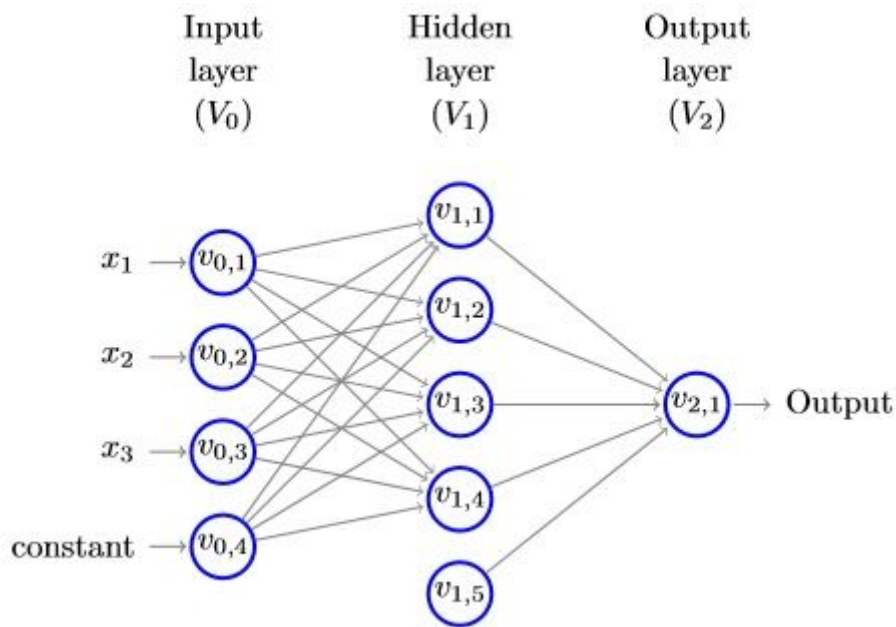 Input layer (V₀)
Hidden layer (V₁)
Output layer (V₂)
x₁
v₀,₁
x₂
v₀,₂
x₃
v₀,₃
constant
v₀,₄
v₁,₁
v₁,₂
v₁,₃
v₁,₄
v₁,₅
v₂,₁
Output